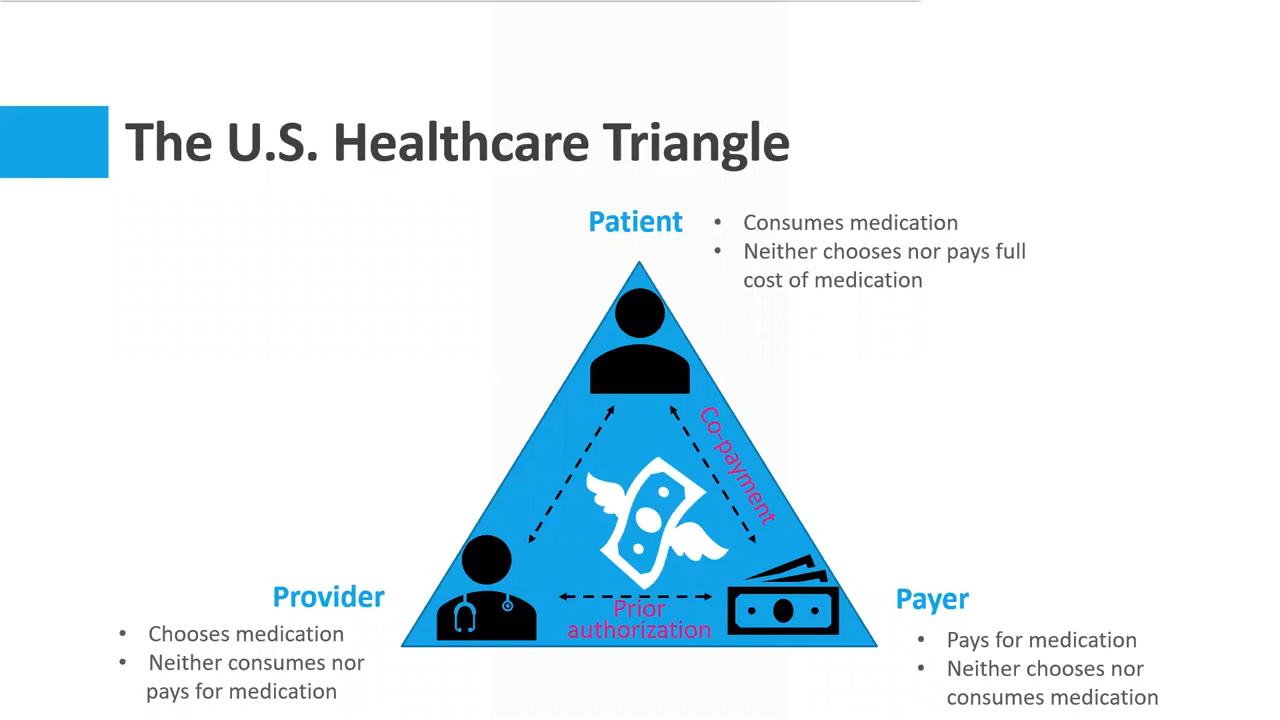 The U.S. Healthcare Triangle
Patient
• Consumes medication
• Neither chooses nor pays full
cost of medication
Co-payment
Prior
authorization
Provider
• Chooses medication
• Neither consumes nor
pays for medication
Payer
• Pays for medication
• Neither chooses nor
consumes medication